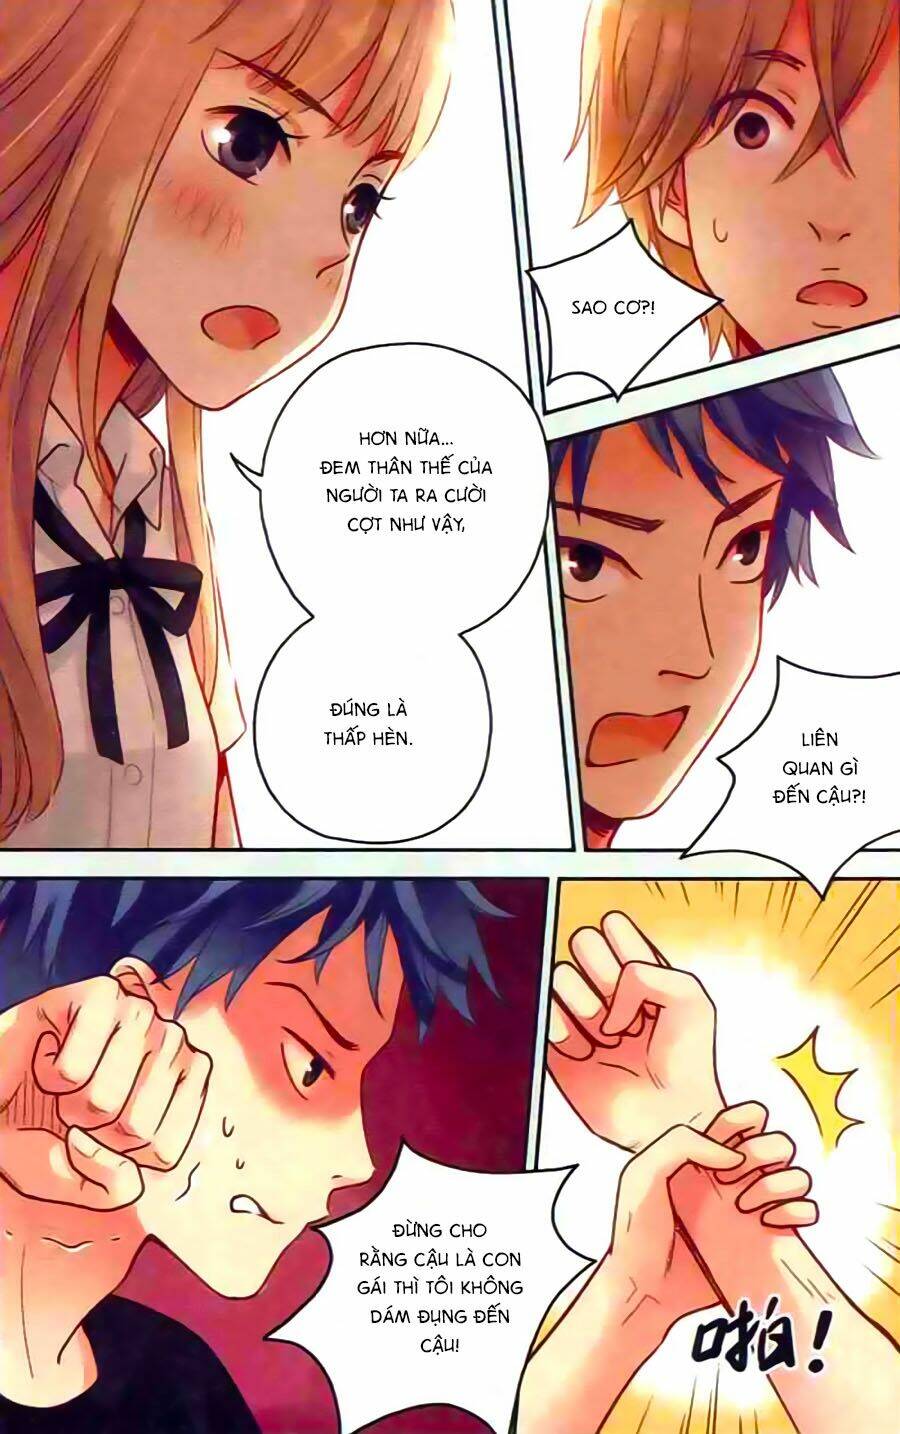 HƠN NỮA...
ĐEM THÂN THẾ CỦA
NGƯỜI TA RA CƯỜI
CỢT NHƯ VẬY,
ĐÚNG LÀ
THẤP HÈN.
SAO CƠ?!
LIÊN
QUAN GÌ
ĐẾN CẬU?!
ĐỪNG CHO
RẰNG CẬU LÀ CON
GÁI THÌ TÔI KHÔNG
DÁM ĐỤNG ĐẾN
CẬU!
啪!